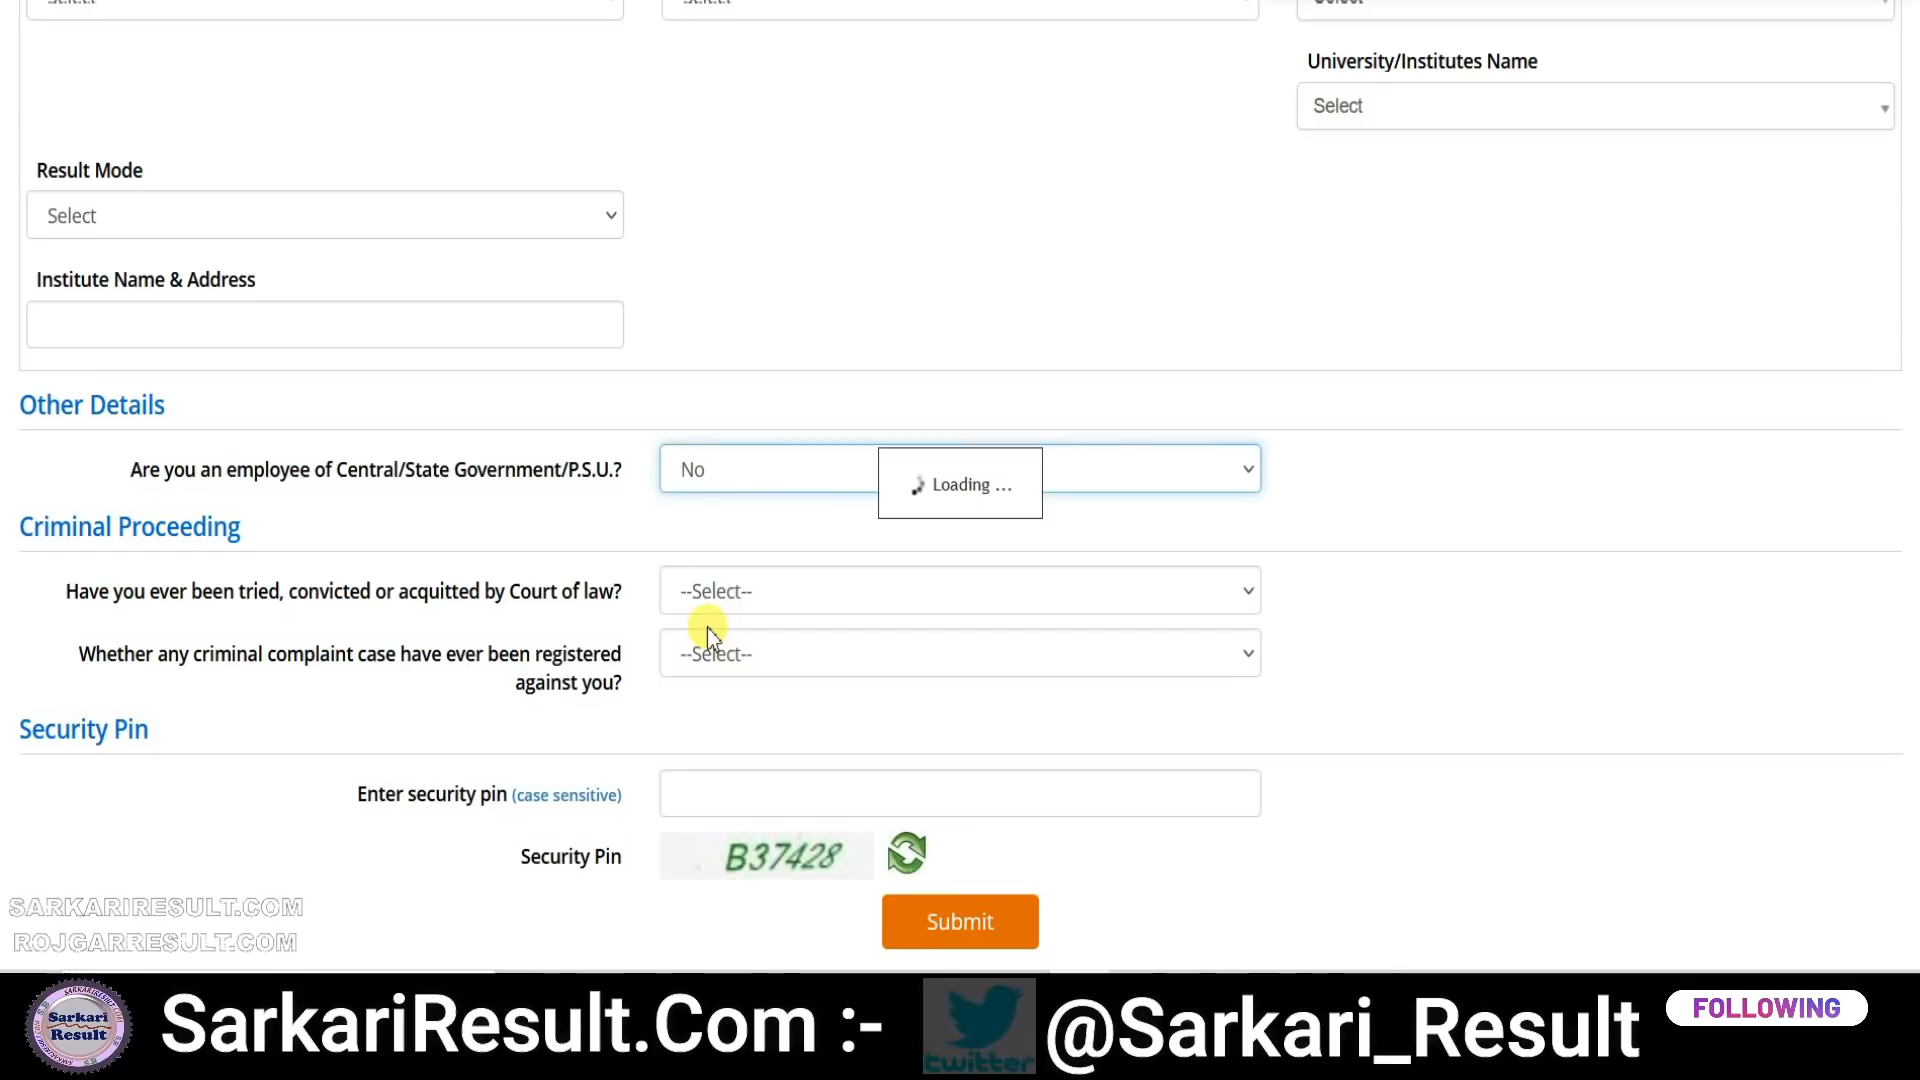 Select
Select
Select
University/Institutes Name
Select
Result Mode
Select
Institute Name & Address
Other Details
Are you an employee of Central/State Government/P.S.U.?
No
Loading ...
Criminal Proceeding
Have you ever been tried, convicted or acquitted by Court of law?
--Select--
Whether any criminal complaint case have ever been registered
against you?
--Select--
Security Pin
Enter security pin (case sensitive)
Security Pin
B37428
SARKARIRESULT.COM
ROJGARRESULT.COM
Submit
Sarkari
Result
SarkariResult.Com :-
twitter
@Sarkari_Result
FOLLOWING